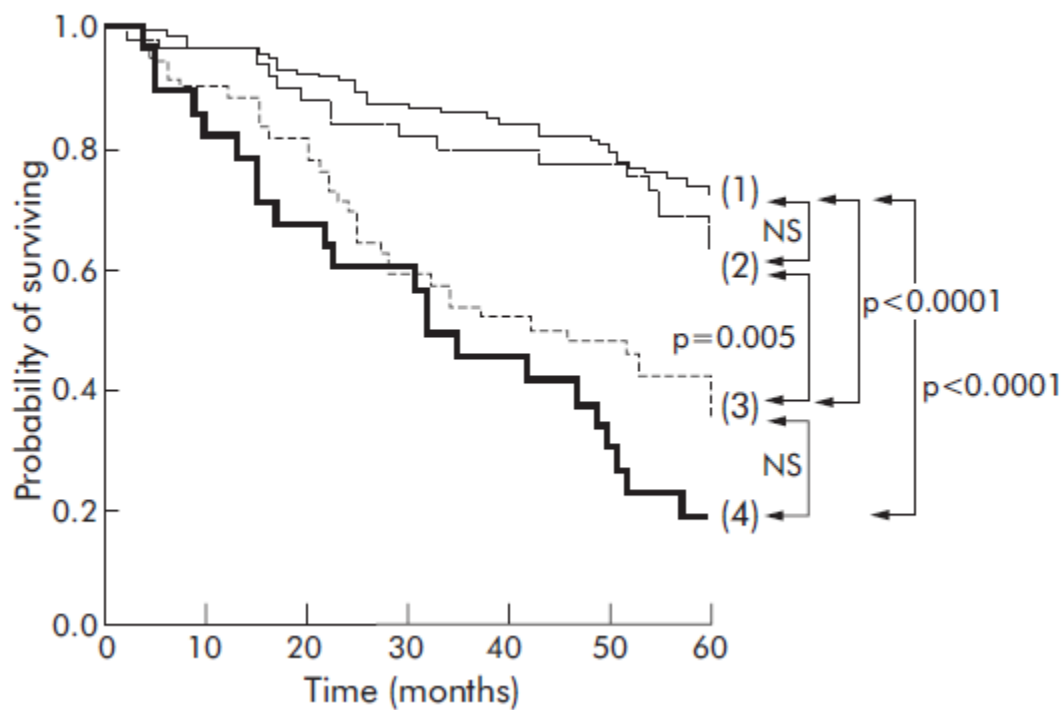 Probability of surviving
1.0
0.8
0.6
0.4
0.2
0.0
0 10 20 30 40 50 60
Time (months)
(1)
NS
(2)
p<0.0001
p=0.005
p<0.0001
(3)
NS
(4)